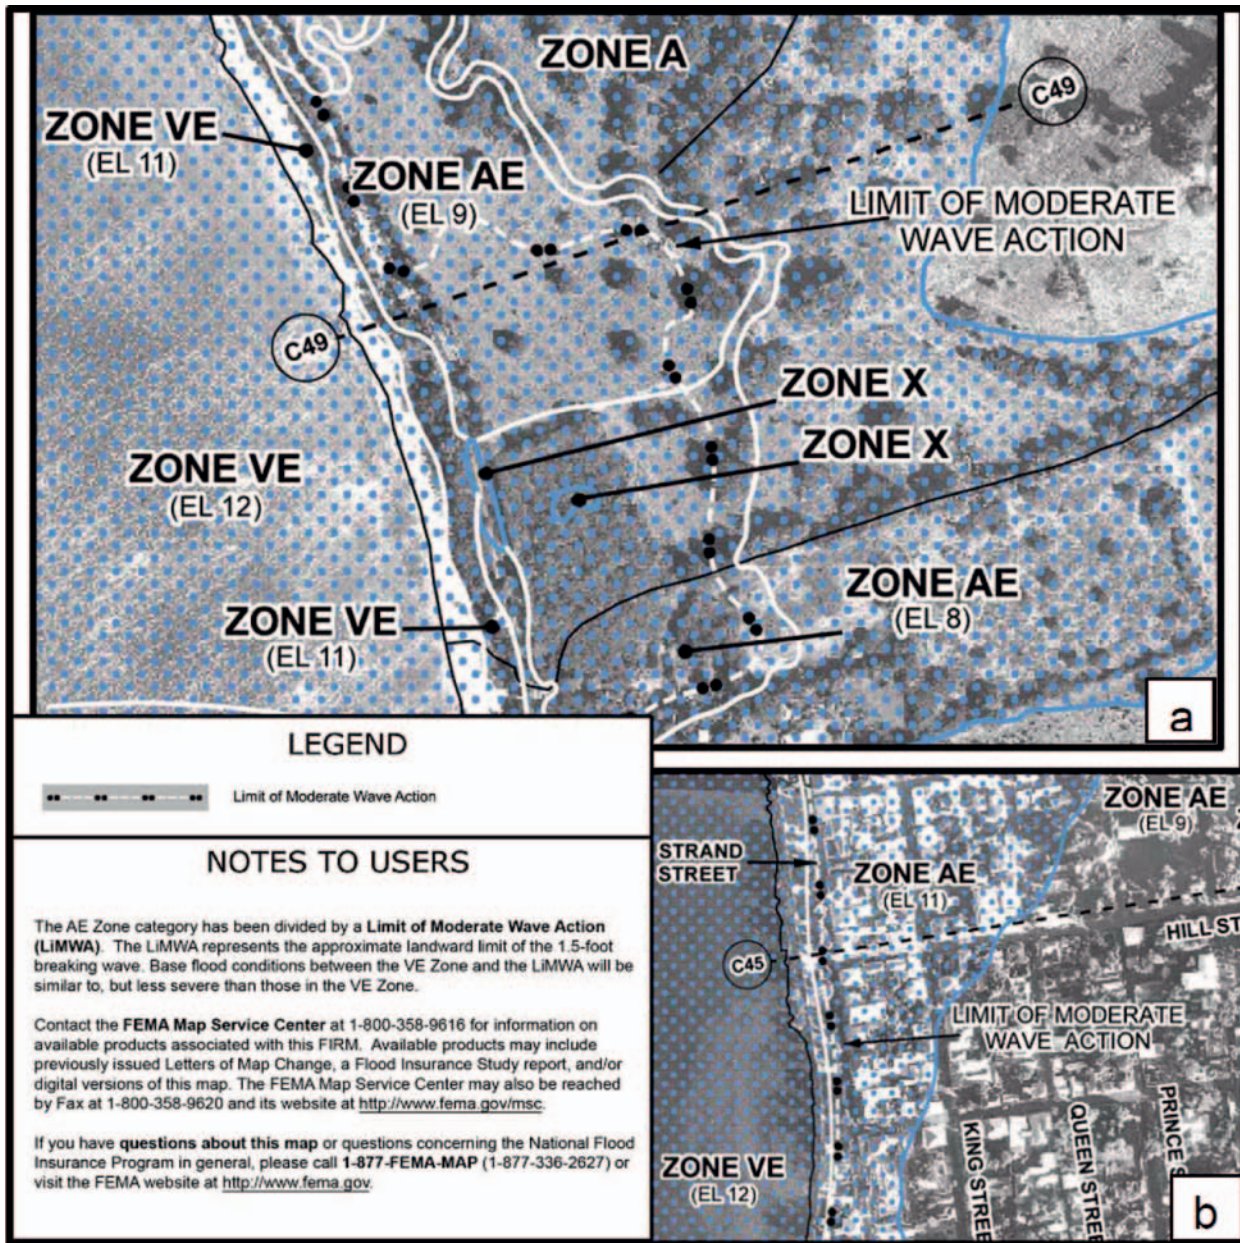 ZONE A
C49
ZONE VE
(EL 11)
ZONE AE
(EL 9)
LIMIT OF MODERATE
WAVE ACTION
C49
ZONE X
ZONE X
ZONE VE
(EL 12)
ZONE AE
(EL 8)
ZONE VE
(EL 11)
a
LEGEND
Limit of Moderate Wave Action
NOTES TO USERS
The AE Zone category has been divided by a Limit of Moderate Wave Action
(LiMWA). The LiMWA represents the approximate landward limit of the 1.5-foot
breaking wave. Base flood conditions between the VE Zone and the LiMWA will be
similar to, but less severe than those in the VE Zone.
Contact the FEMA Map Service Center at 1-800-358-9616 for information on
available products associated with this FIRM. Available products may include
previously issued Letters of Map Change, a Flood Insurance Study report, and/or
digital versions of this map. The FEMA Map Service Center may also be reached
by Fax at 1-800-358-9620 and its website at http://www.fema.gov/msc.
If you have questions about this map or questions concerning the National Flood
Insurance Program in general, please call 1-877-FEMA-MAP (1-877-336-2627) or
visit the FEMA website at http://www.fema.gov.
ZONE AE
(EL 9)
STRAND
STREET
ZONE AE
(EL 11)
HILL ST
C45
LIMIT OF MODERATE
WAVE ACTION
ZONE VE
(EL 12)
KING STREE
QUEEN STREE
PRINCE S
b